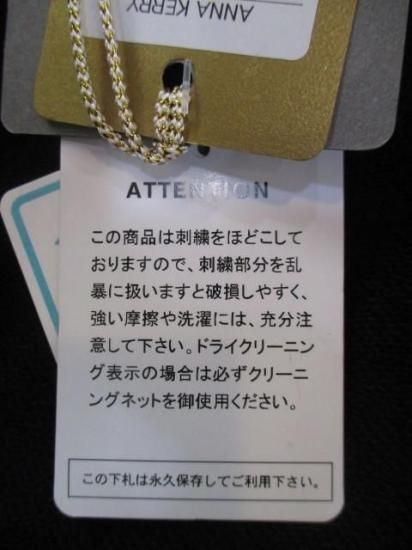 ANNA KERRY
ATTENTION
この商品は刺繍をほどこして
おりますので、刺繍部分を乱
暴に扱いますと破損しやすく、
強い摩擦や洗濯には、充分注
意して下さい。ドライクリーニン
グ表示の場合は必ずクリーニ
ングネットを御使用ください。
この下札は永久保存してご利用下さい。